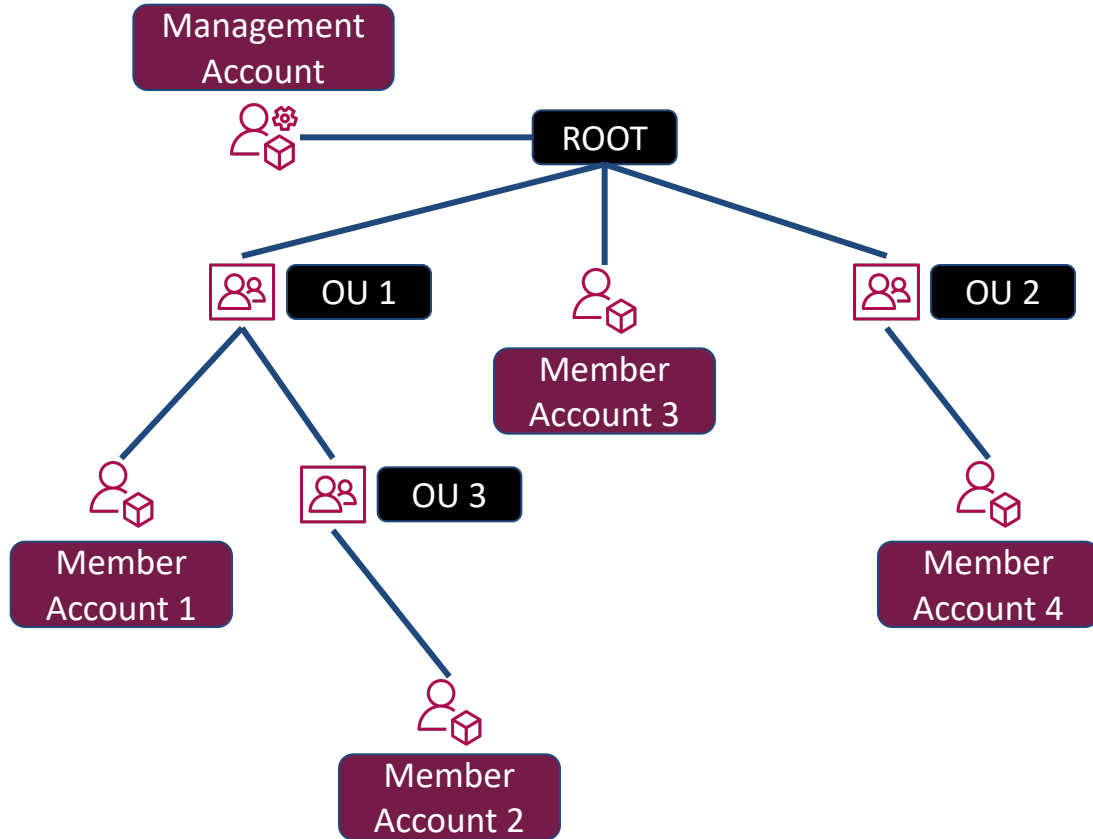 Management
Account
ROOT
OU 1
OU 2
Member
Account 3
OU 3
Member
Account 1
Member
Account 4
Member
Account 2